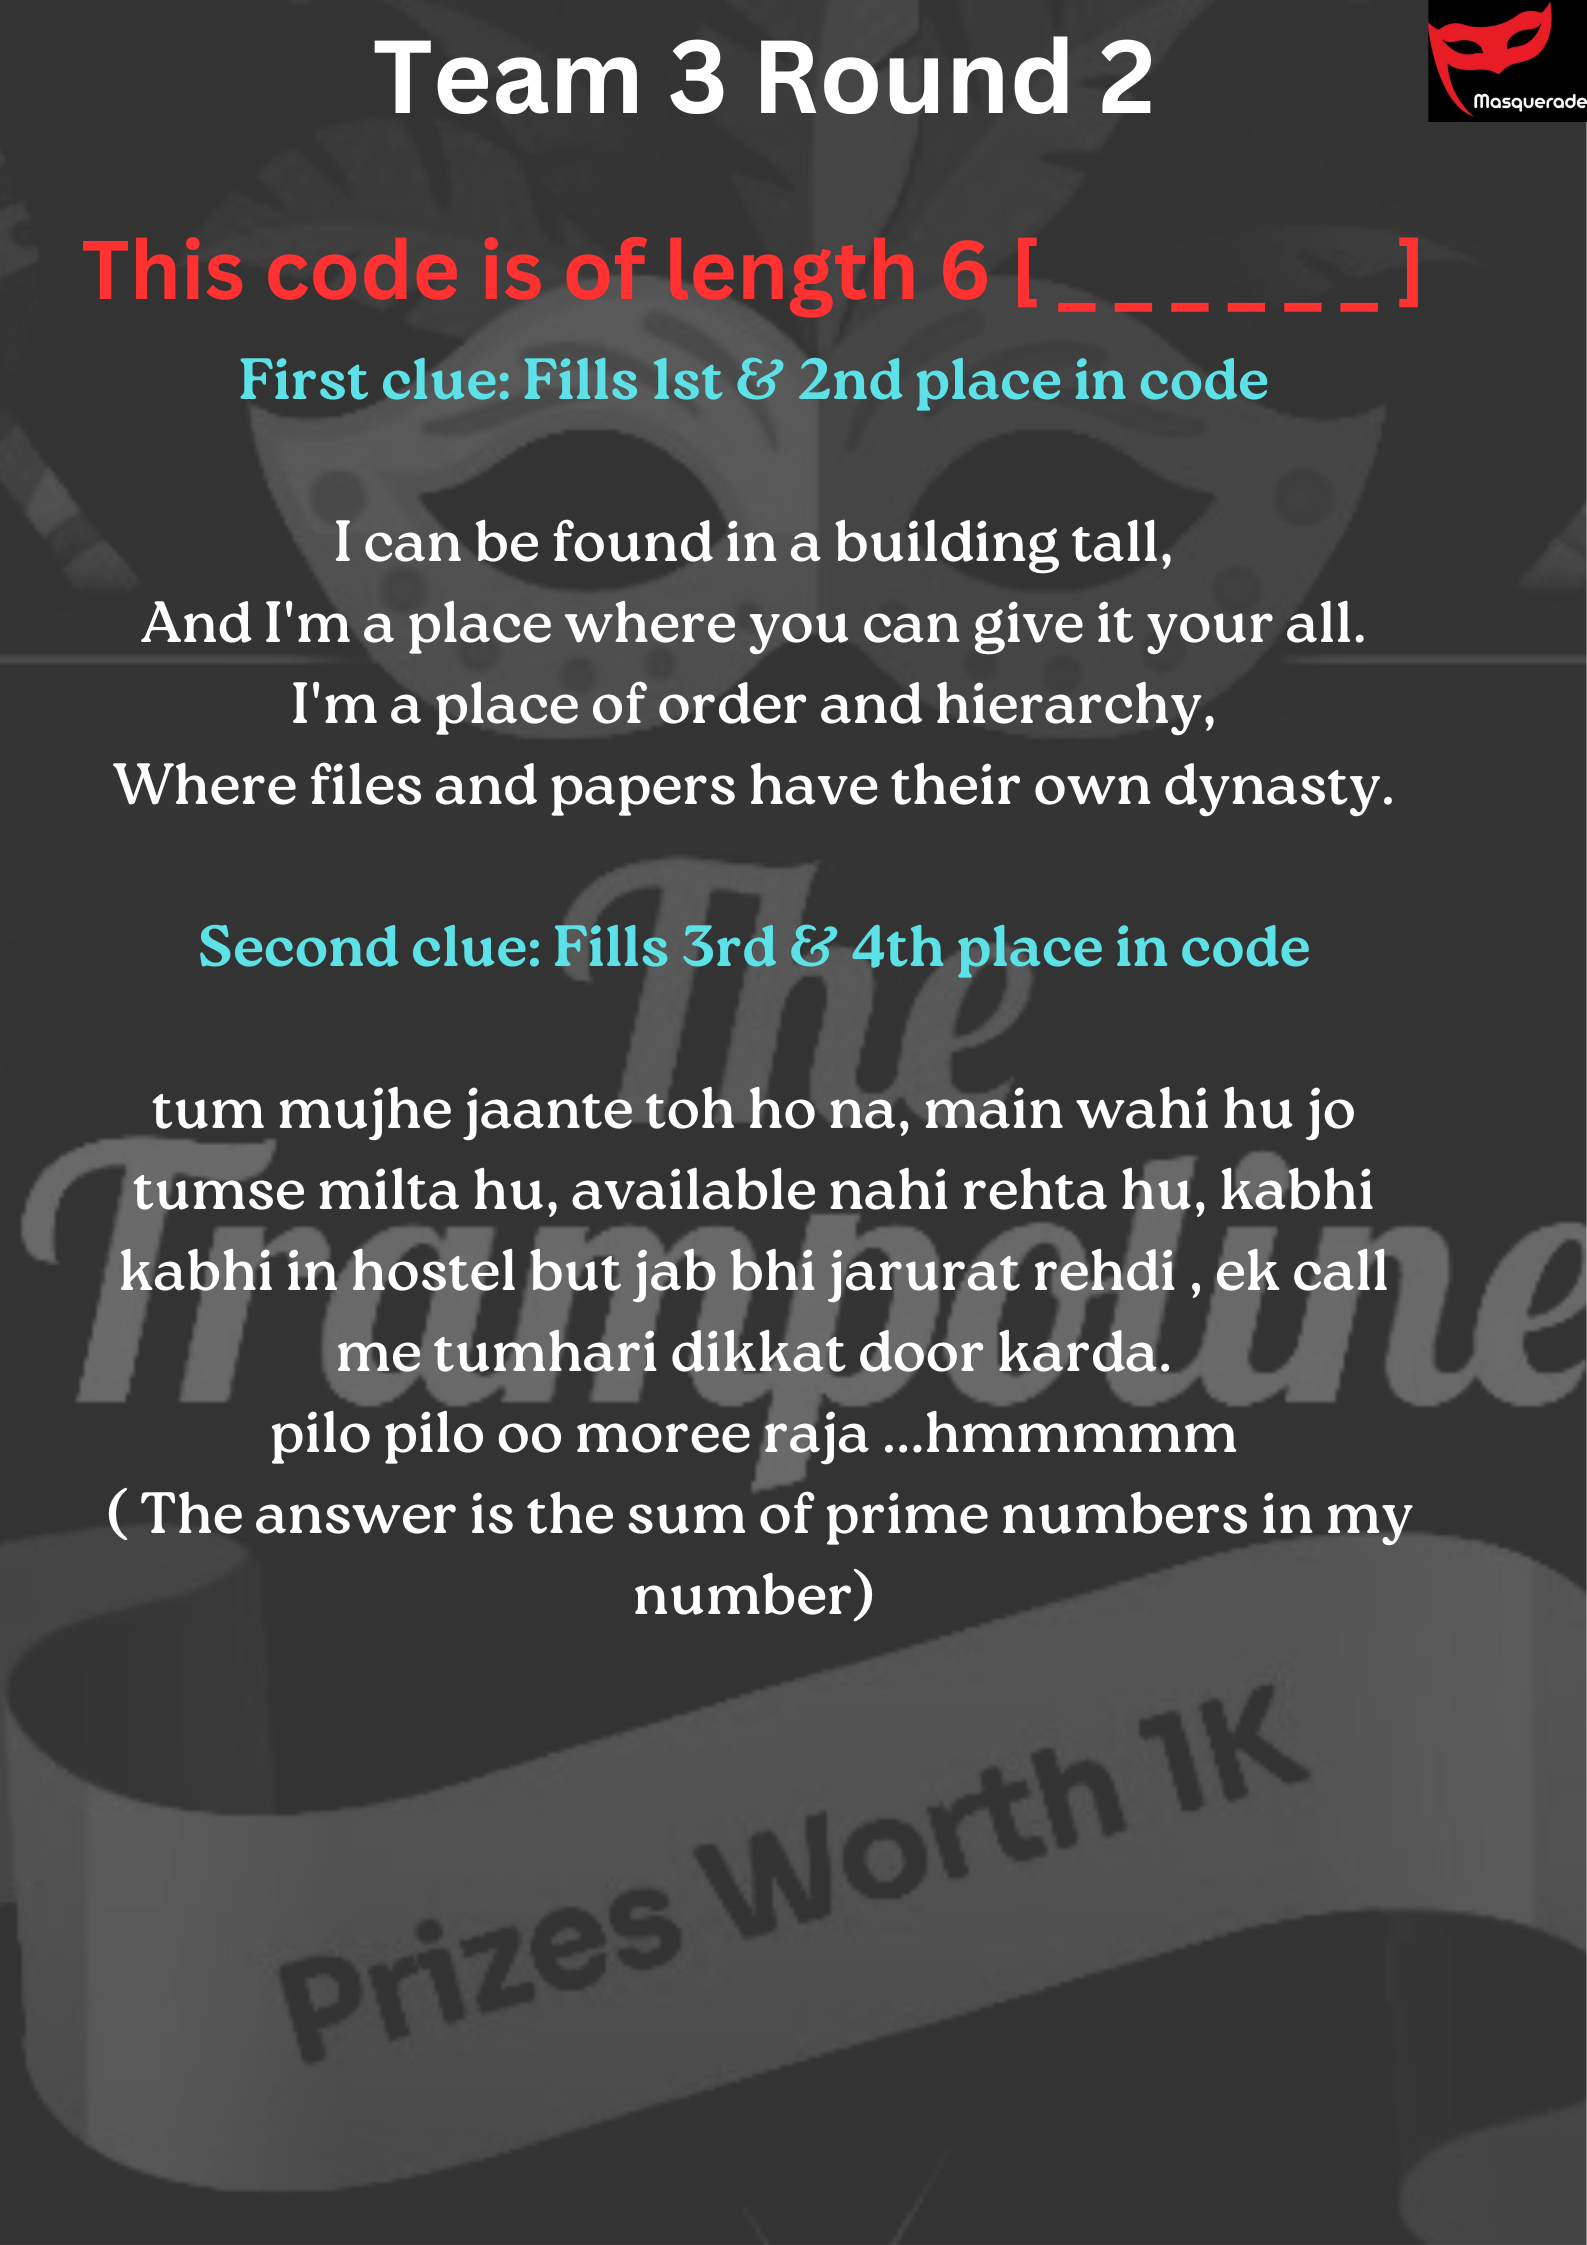 Team 3 Round 2
Masquerade
This code is of length 6 [ _ _ _ _ _ _ ]
First clue: Fills 1st & 2nd place in code
I can be found in a building tall,
And I'm a place where you can give it your all.
I'm a place of order and hierarchy,
Where files and papers have their own dynasty.
The
Second clue: Fills 3rd & 4th place in code
tum mujhe jaante toh ho na, main wahi hu jo
tumse milta hu, available nahi rehta hu, kabhi
Trampoline
kabhi in hostel but jab bhi jarurat rehdi , ek call
me tumhari dikkat door karda.
pilo pilo oo moree raja ...hmmmmm
( The answer is the sum of prime numbers in my
number)
Prizes Worth 1K